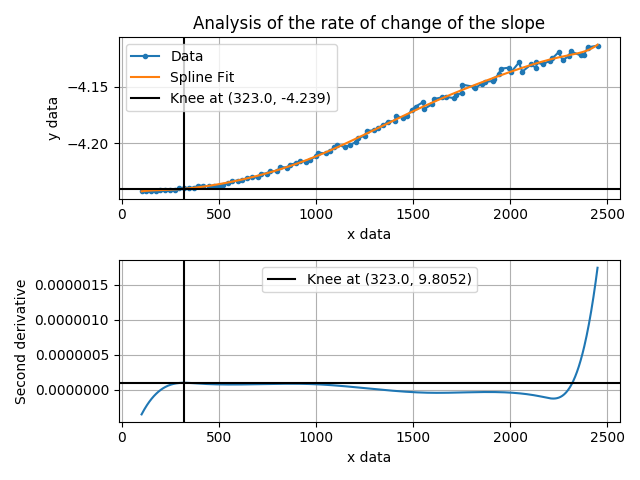 Analysis of the rate of change of the slope
Data
Spline Fit
Knee at (323.0, -4.239)
y data
−4.15
−4.20
0 500 1000 1500 2000 2500
x data
Knee at (323.0, 9.8052)
Second derivative
0.0000015
0.0000010
0.0000005
0.0000000
0 500 1000 1500 2000 2500
x data